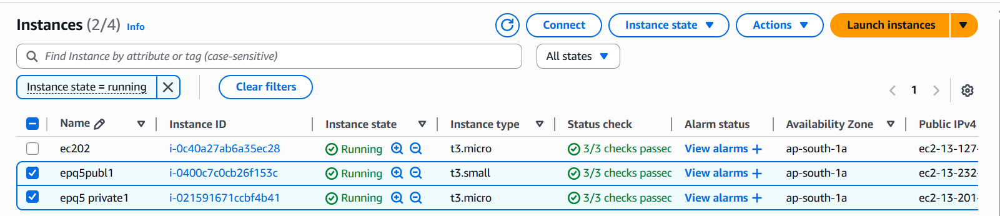 Instances (2/4) Info Connect Instance state Actions Launch instances
Find Instance by attribute or tag (case-sensitive) All states
Instance state = running Clear filters 1
Name Instance ID Instance state Instance type Status check Alarm status Availability Zone Public IPv4
ec202 i-0c40a27ab6a35ec28 Running t3.micro 3/3 checks passec View alarms + ap-south-1a ec2-13-127-
epq5publ1 i-0400c7c0cb26f153c Running t3.small 3/3 checks passec View alarms + ap-south-1a ec2-13-232-
epq5 private1 i-021591671ccbf4b41 Running t3.micro 3/3 checks passec View alarms + ap-south-1a ec2-13-201-